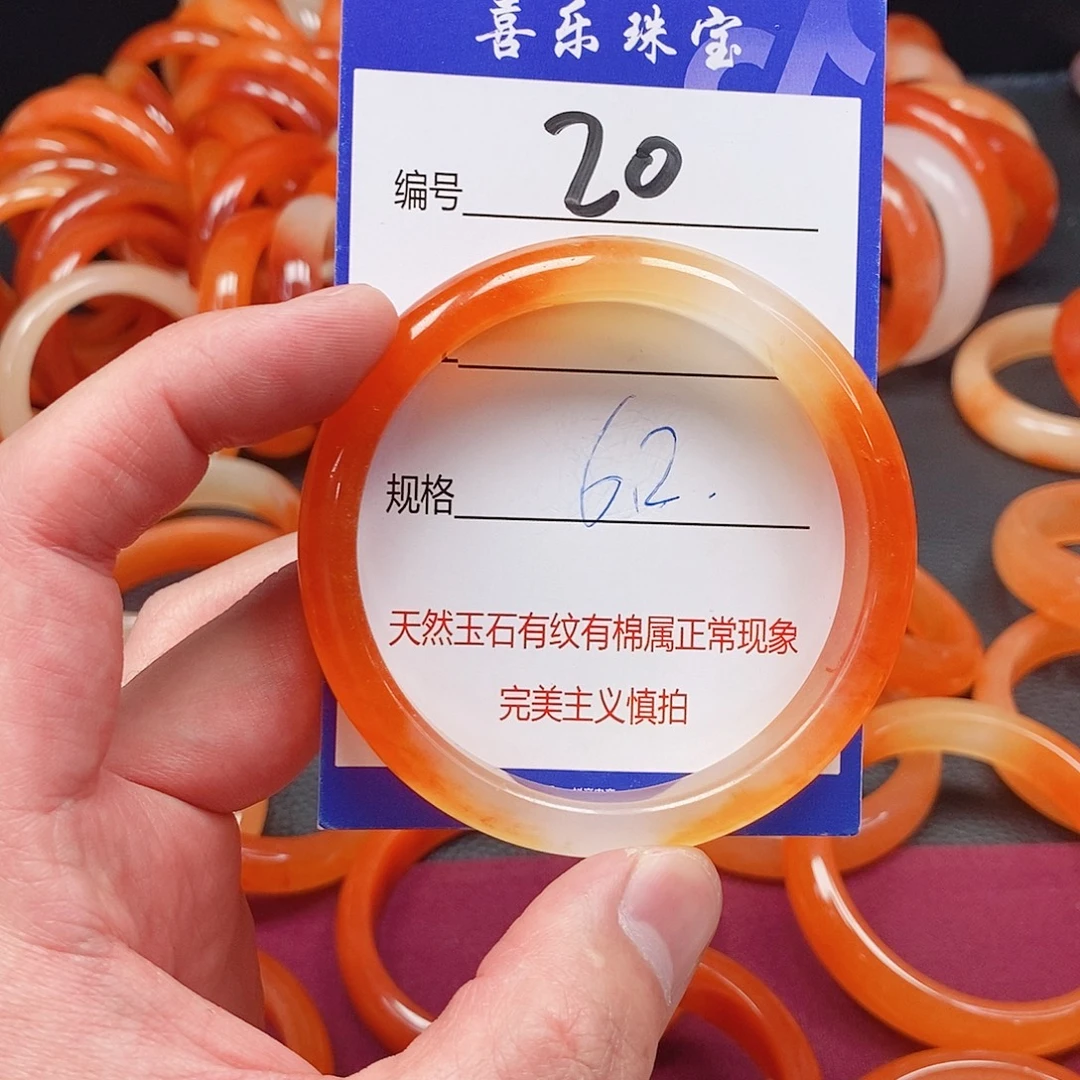 喜乐珠宝
编号 20
规格 62.
天然玉石有纹有棉属正常现象
完美主义慎拍